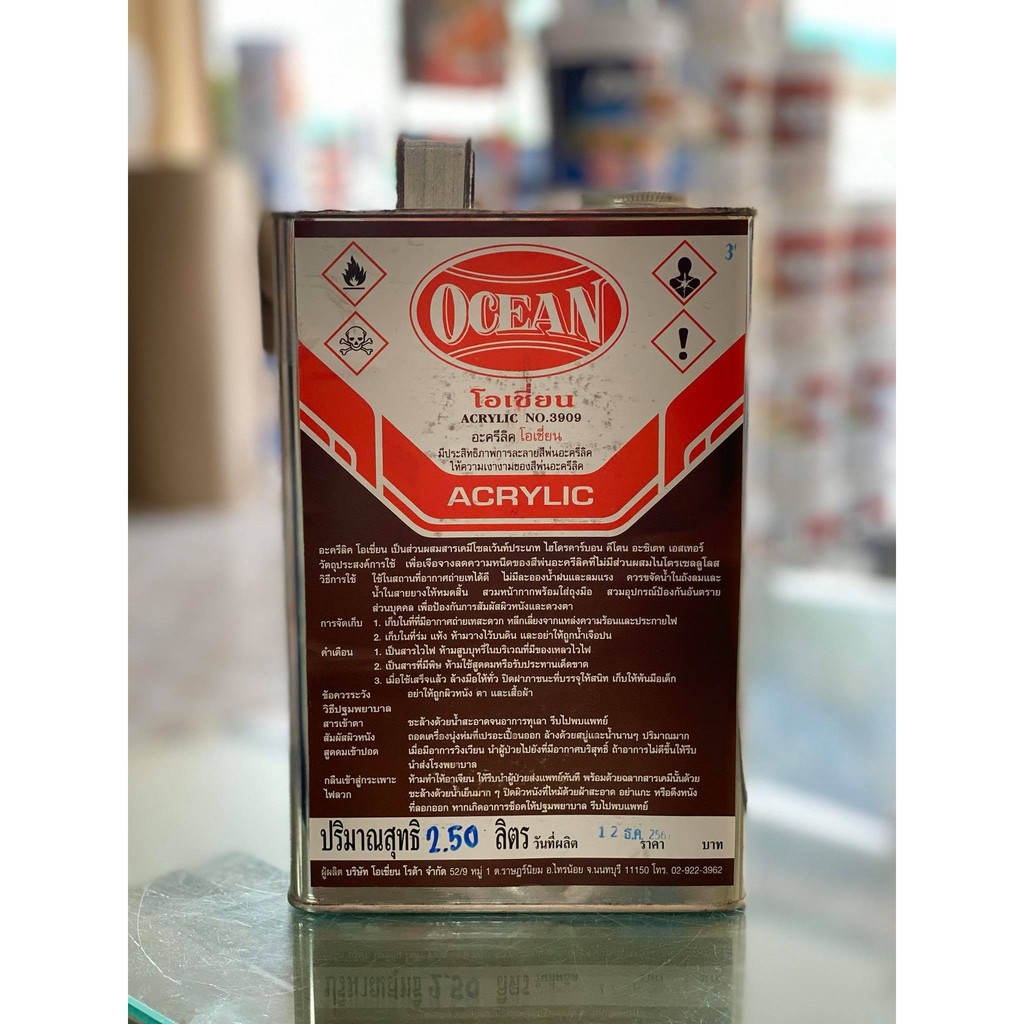 OCEAN
โอเชี่ยน
ACRYLIC NO.3909
อะครีลิค โอเชี่ยน
มีประสิทธิภาพการละลายสีพ่นอะครีลิค
ให้ความเงางามของสีพ่นอะครีลิค
ACRYLIC
อะครีลิค โอเชี่ยน เป็นส่วนผสมสารเคมีโซลเว้นท์ประเภท ไฮโดรคาร์บอน คีโตน อะซิเตท เอสเทอร์
วัตถุประสงค์การใช้ เพื่อเจือจางลดความหนืดของสีพ่นอะครีลิคที่ไม่มีส่วนผสมไนโตรเซลลูโลส
วิธีการใช้ ใช้ในสถานที่อากาศถ่ายเทได้ดี ไม่มีละอองน้ำฝนและลมแรง ควรขจัดน้ำในถังลมและ
น้ำในสายยางให้หมดสิ้น สวมหน้ากากพร้อมใส่ถุงมือ สวมอุปกรณ์ป้องกันอันตราย
ส่วนบุคคล เพื่อป้องกันการสัมผัสผิวหนังและดวงตา
การจัดเก็บ 1. เก็บในที่ที่มีอากาศถ่ายเทสะดวก หลีกเลี่ยงจากแหล่งความร้อนและประกายไฟ
2. เก็บในที่ร่ม แห้ง ห้ามวางไว้บนดิน และอย่าให้ถูกน้ำเจือปน
คำเตือน 1. เป็นสารไวไฟ ห้ามสูบบุหรี่ในบริเวณที่มีของเหลวไวไฟ
2. เป็นสารที่มีพิษ ห้ามใช้สูดดมหรือรับประทานเด็ดขาด
3. เมื่อใช้เสร็จแล้ว ล้างมือให้ทั่ว ปิดฝาภาชนะที่บรรจุให้สนิท เก็บให้พ้นมือเด็ก
ข้อควรระวัง อย่าให้ถูกผิวหนัง ตา และเสื้อผ้า
วิธีปฐมพยาบาล
สารเข้าตา ชะล้างด้วยน้ำสะอาดจนอาการทุเลา รีบไปพบแพทย์
สัมผัสผิวหนัง ถอดเครื่องนุ่งห่มที่เปรอะเปื้อนออก ล้างด้วยสบู่และน้ำนานๆ ปริมาณมาก
สูดดมเข้าปอด เมื่อมีอาการวิงเวียน นำผู้ป่วยไปยังที่มีอากาศบริสุทธิ์ ถ้าอาการไม่ดีขึ้นให้รีบ
นำส่งโรงพยาบาล
กลืนเข้าสู่กระเพาะ ห้ามทำให้อาเจียน ให้รีบนำผู้ป่วยส่งแพทย์ทันที พร้อมด้วยฉลากสารเคมีนั้นด้วย
ไฟลวก ชะล้างด้วยน้ำเย็นมาก ๆ ปิดผิวหนังที่ไหม้ด้วยผ้าสะอาด อย่าแกะ หรือดึงหนัง
ที่ลอกออก หากเกิดอาการช็อคให้ปฐมพยาบาล รีบไปพบแพทย์
ปริมาณสุทธิ 2.50 ลิตร วันที่ผลิต 12 ธ.ค. ราคา บาท
ผู้ผลิต บริษัท โอเชี่ยน โรด้า จำกัด 52/9 หมู่ 1 ต.ราษฎร์นิยม อ.ไทรน้อย จ.นนทบุรี 11150 โทร. 02-922-3962